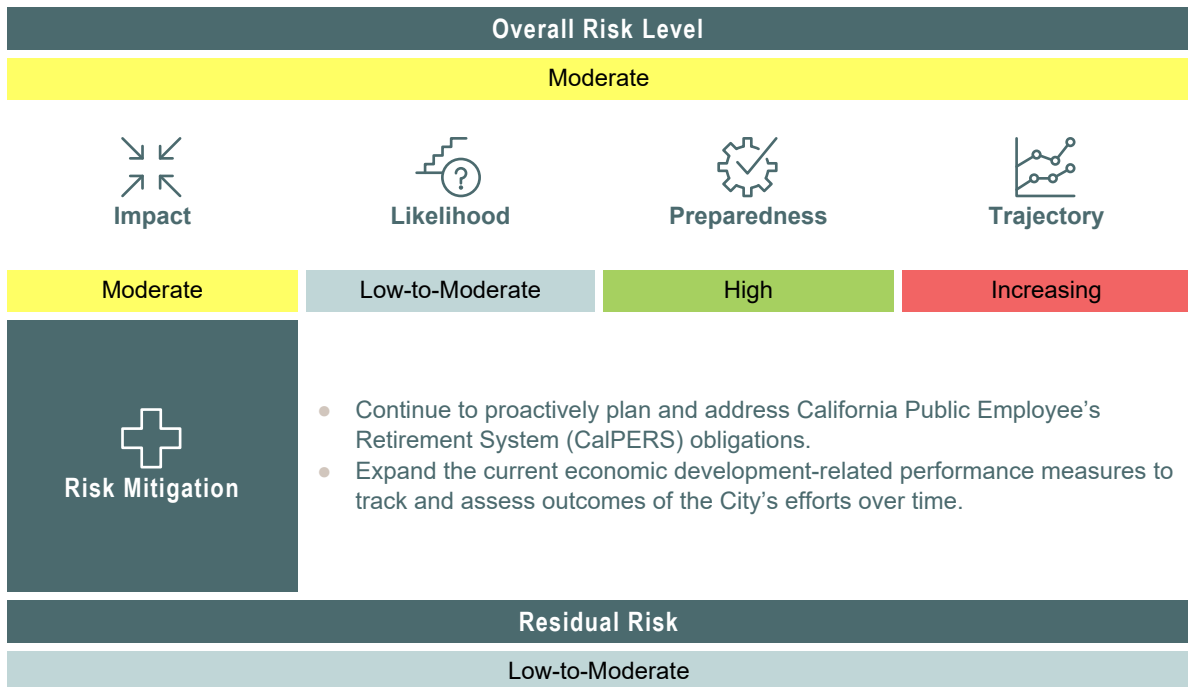 Overall Risk Level
Moderate
Impact
Likelihood
Preparedness
Trajectory
Moderate
Low-to-Moderate
High
Increasing
Risk Mitigation
● Continue to proactively plan and address California Public Employee’s
Retirement System (CalPERS) obligations.
● Expand the current economic development-related performance measures to
track and assess outcomes of the City’s efforts over time.
Residual Risk
Low-to-Moderate